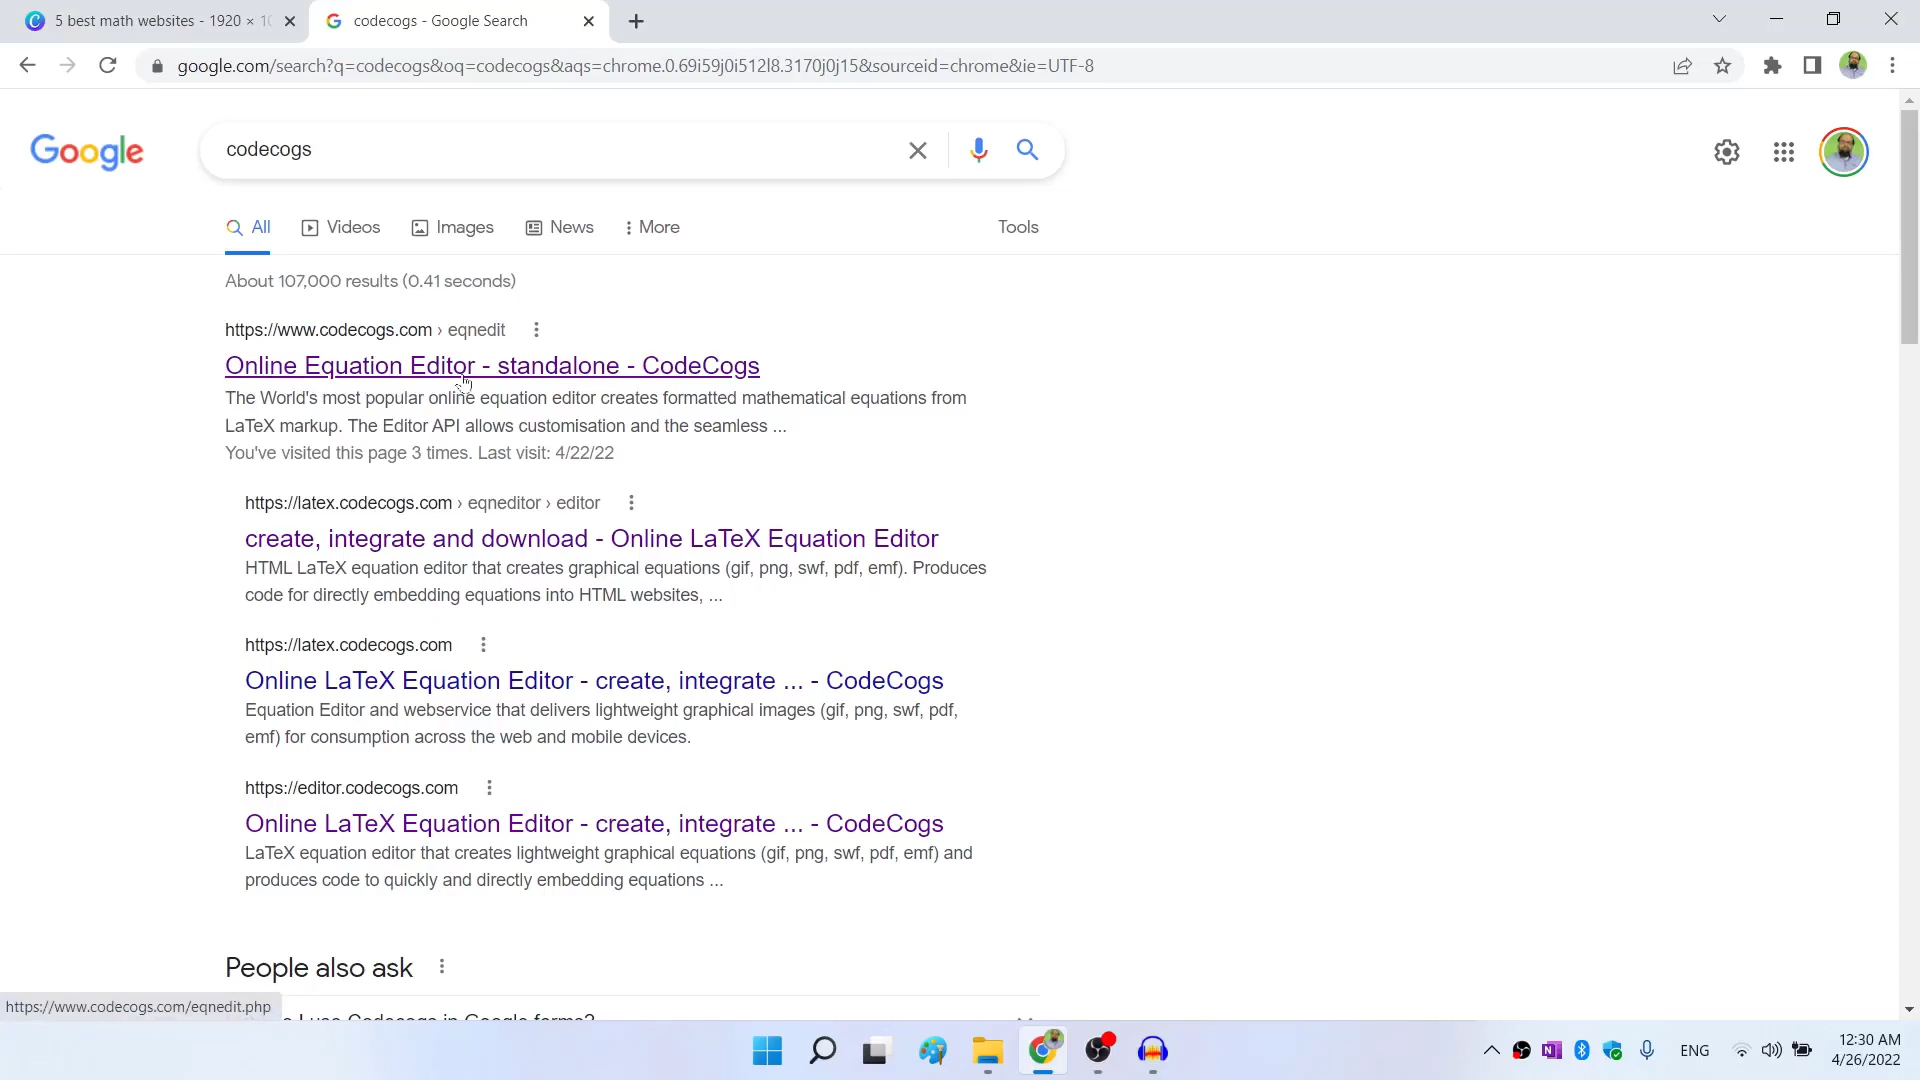 5 best math websites - 1920 × 10
codecogs - Google Search
google.com/search?q=codecogs&oq=codecogs&aqs=chrome.0.69i59j0i512l8.3170j0j15&sourceid=chrome&ie=UTF-8
Google
codecogs
All
Videos
Images
News
More
Tools
About 107,000 results (0.41 seconds)
https://www.codecogs.com › eqnedit
Online Equation Editor - standalone - CodeCogs
The World's most popular online equation editor creates formatted mathematical equations from
LaTeX markup. The Editor API allows customisation and the seamless ...
You've visited this page 3 times. Last visit: 4/22/22
https://latex.codecogs.com › eqneditor › editor
create, integrate and download - Online LaTeX Equation Editor
HTML LaTeX equation editor that creates graphical equations (gif, png, swf, pdf, emf). Produces
code for directly embedding equations into HTML websites, ...
https://latex.codecogs.com
Online LaTeX Equation Editor - create, integrate ... - CodeCogs
Equation Editor and webservice that delivers lightweight graphical images (gif, png, swf, pdf,
emf) for consumption across the web and mobile devices.
https://editor.codecogs.com
Online LaTeX Equation Editor - create, integrate ... - CodeCogs
LaTeX equation editor that creates lightweight graphical equations (gif, png, swf, pdf, emf) and
produces code to quickly and directly embedding equations ...
People also ask
I use Codecogs in Google forms?
https://www.codecogs.com/eqnedit.php
ENG
12:30 AM
4/26/2022